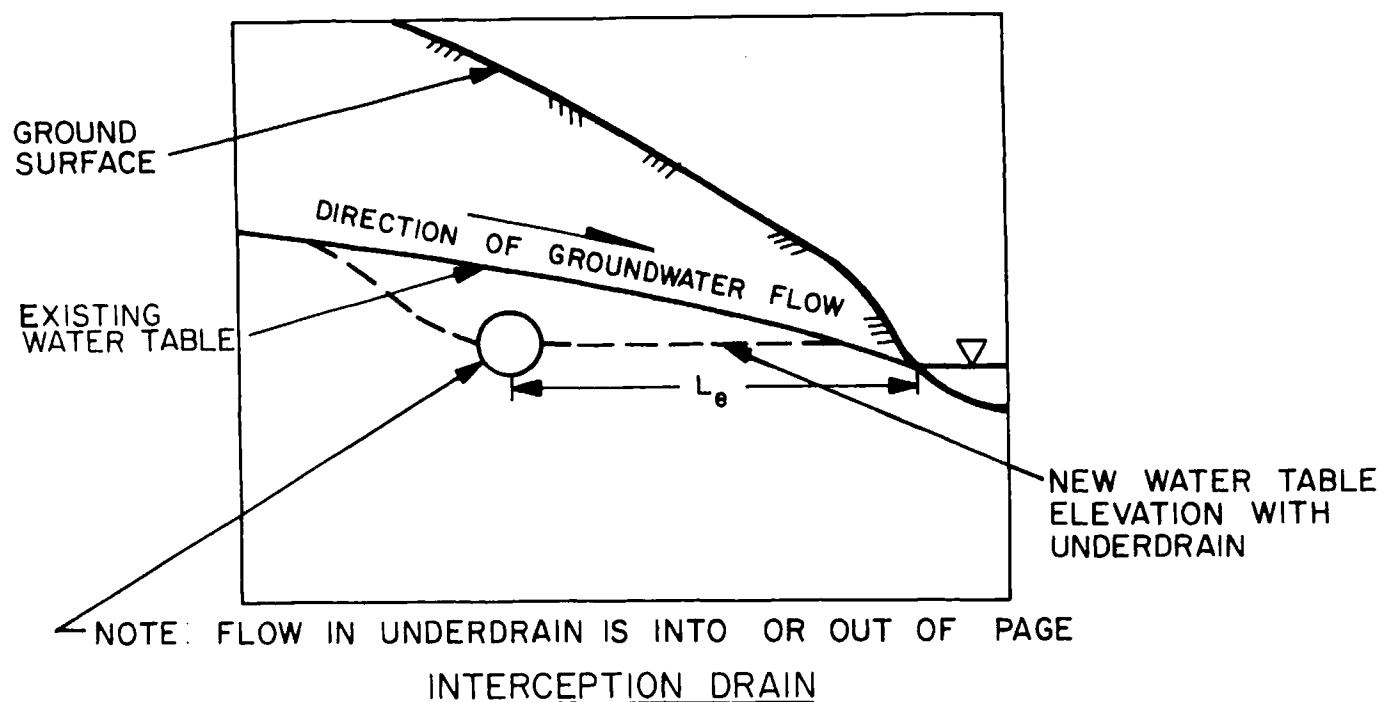 GROUND
SURFACE
DIRECTION OF GROUNDWATER FLOW
EXISTING
WATER TABLE
Le
NEW WATER TABLE
ELEVATION WITH
UNDERDRAIN
NOTE: FLOW IN UNDERDRAIN IS INTO OR OUT OF PAGE
INTERCEPTION DRAIN